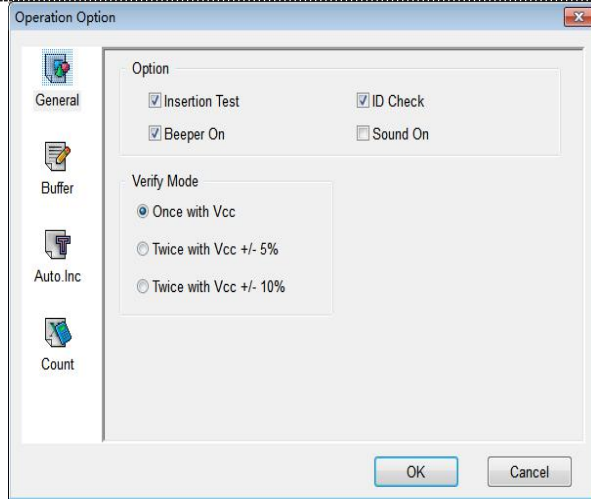 Operation Option
General
Buffer
Auto.Inc
Count
Option
Insertion Test
ID Check
Beeper On
Sound On
Verify Mode
Once with Vcc
Twice with Vcc +/- 5%
Twice with Vcc +/- 10%
OK
Cancel